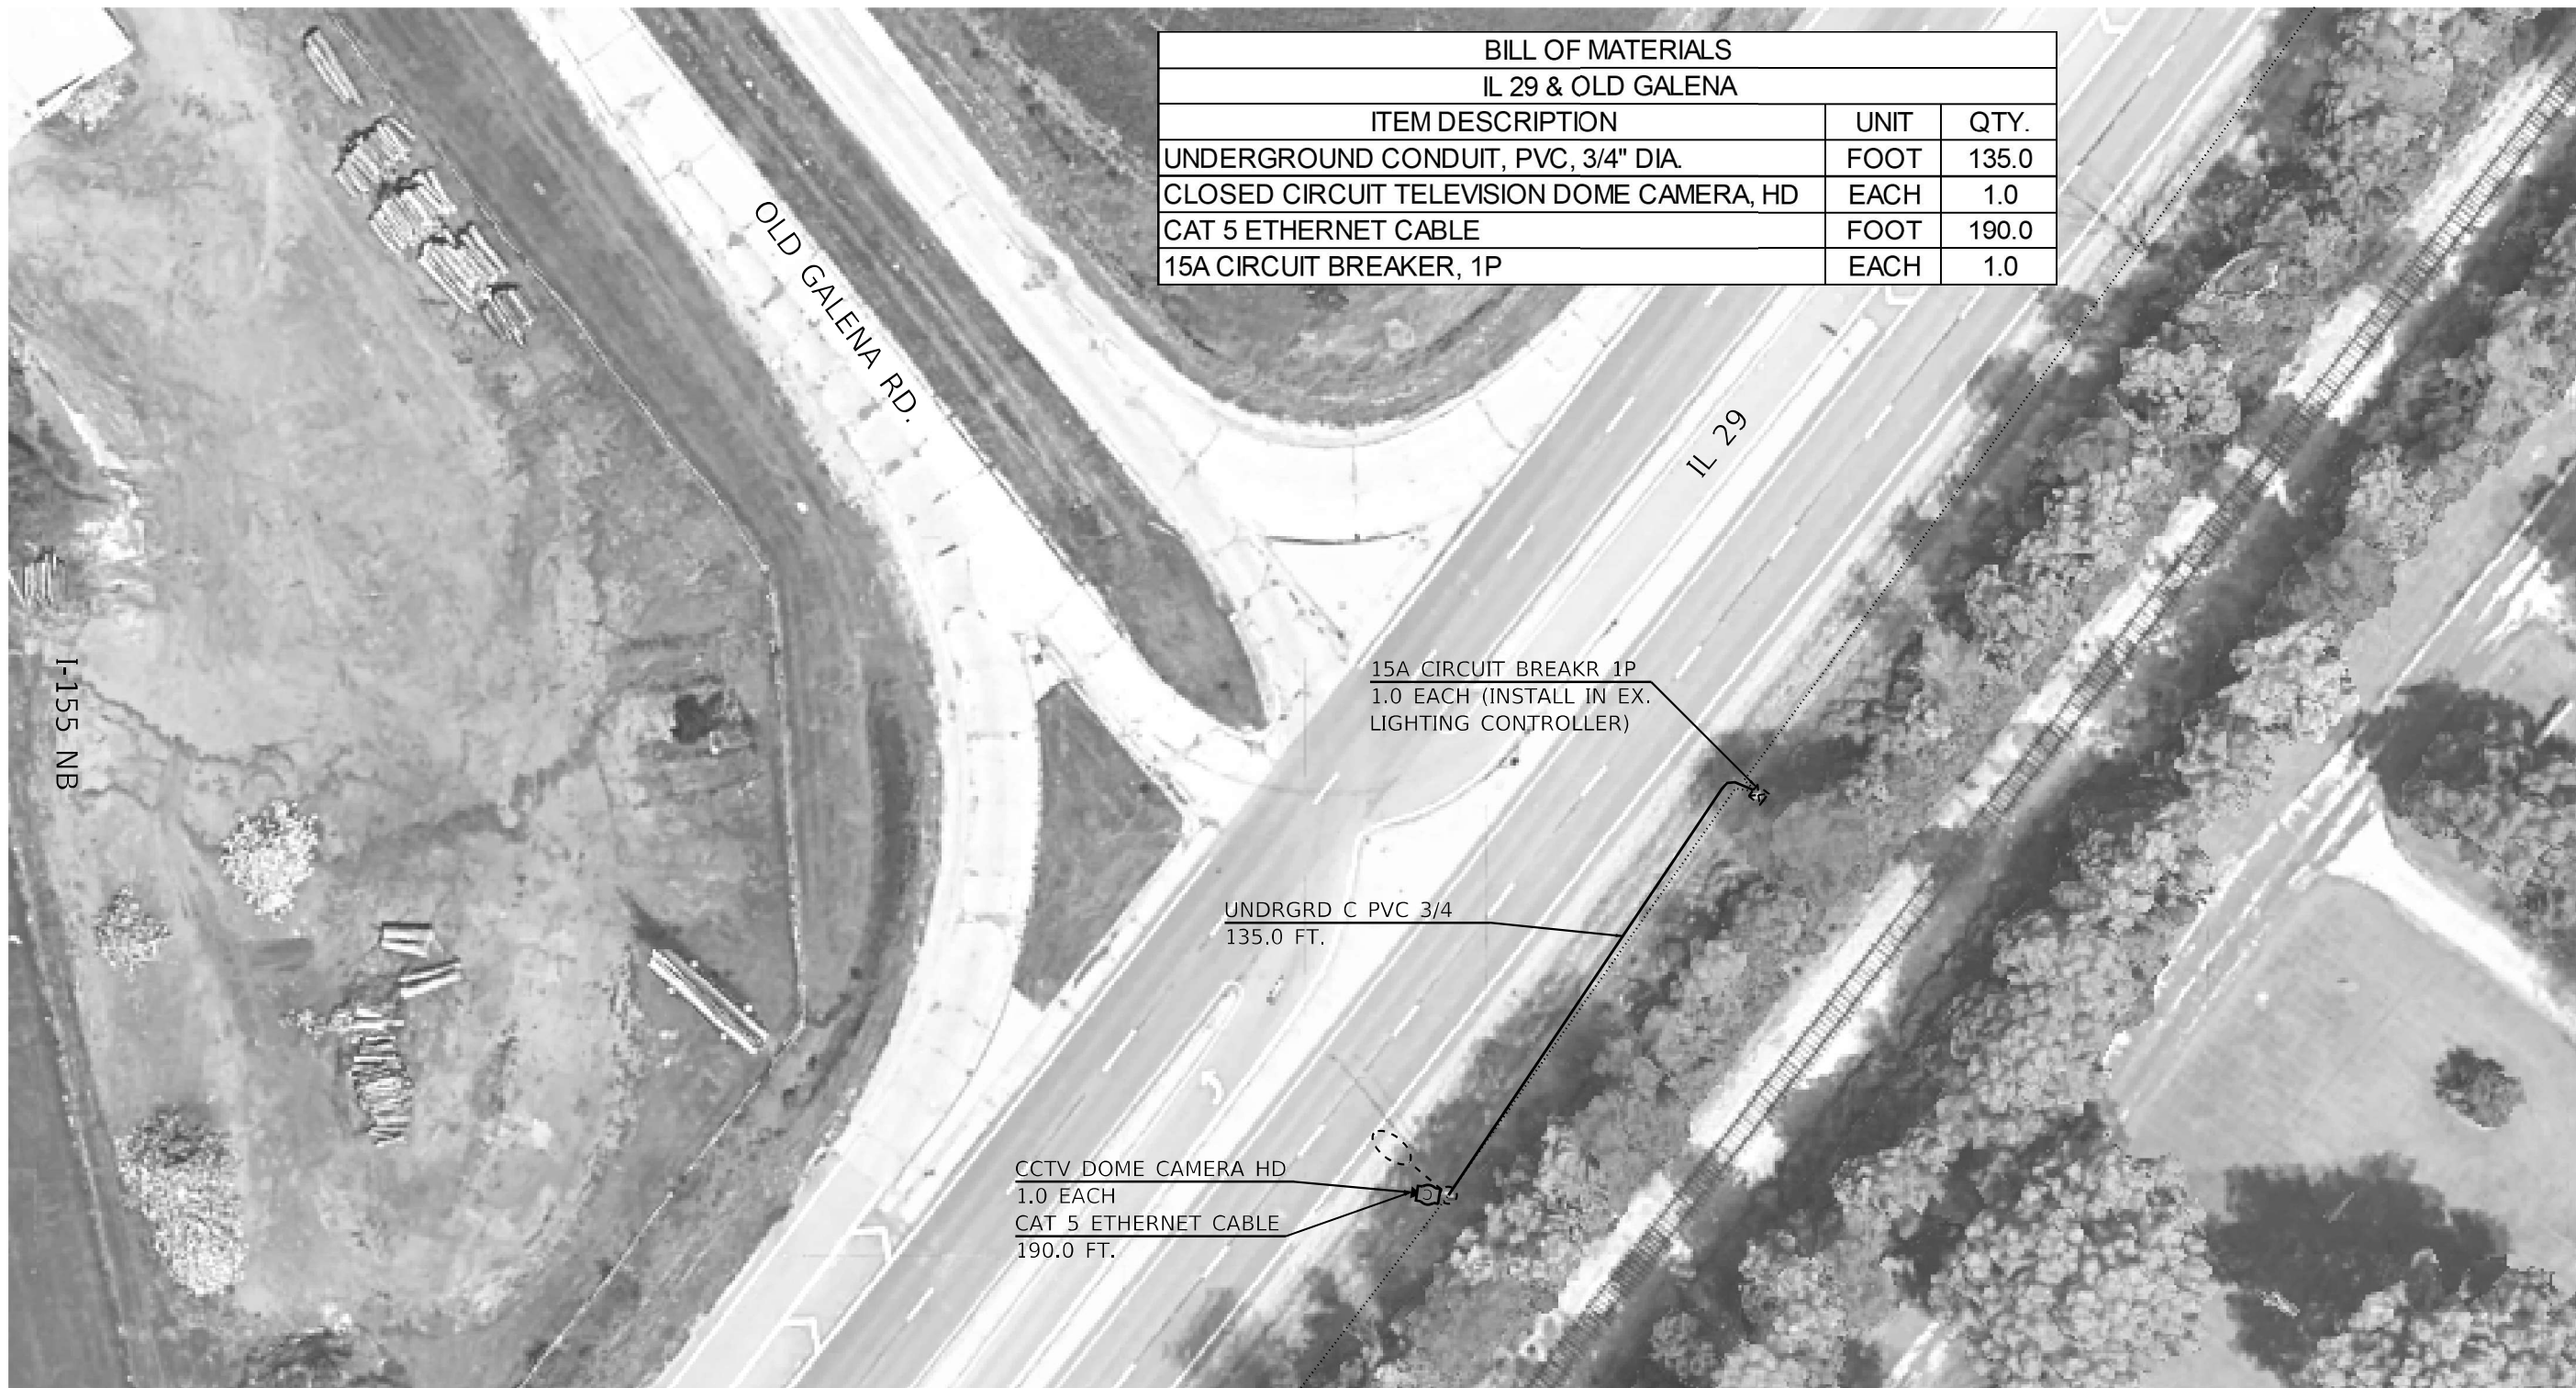 BILL OF MATERIALS
IL 29 & OLD GALENA
ITEM DESCRIPTION UNIT QTY.
UNDERGROUND CONDUIT, PVC, 3/4" DIA. FOOT 135.0
CLOSED CIRCUIT TELEVISION DOME CAMERA, HD EACH 1.0
CAT 5 ETHERNET CABLE FOOT 190.0
15A CIRCUIT BREAKER, 1P EACH 1.0
OLD GALENA RD.
IL 29
I-155 NB
15A CIRCUIT BREAKR 1P
1.0 EACH (INSTALL IN EX.
LIGHTING CONTROLLER)
UNDRGRD C PVC 3/4
135.0 FT.
CCTV DOME CAMERA HD
1.0 EACH
CAT 5 ETHERNET CABLE
190.0 FT.